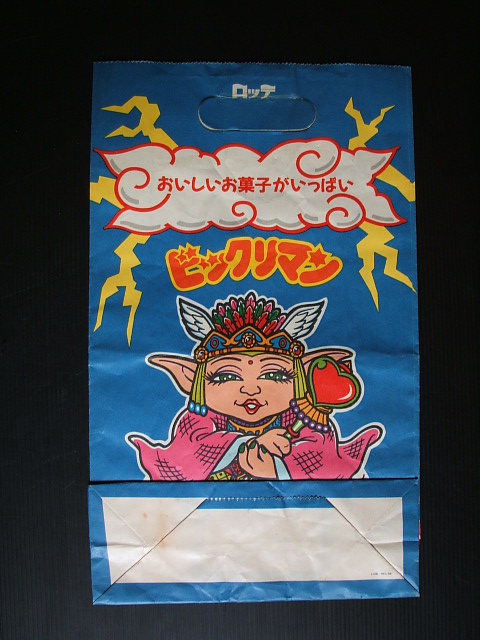 ロッテ
おいしいお菓子がいっぱい
ビックリマン